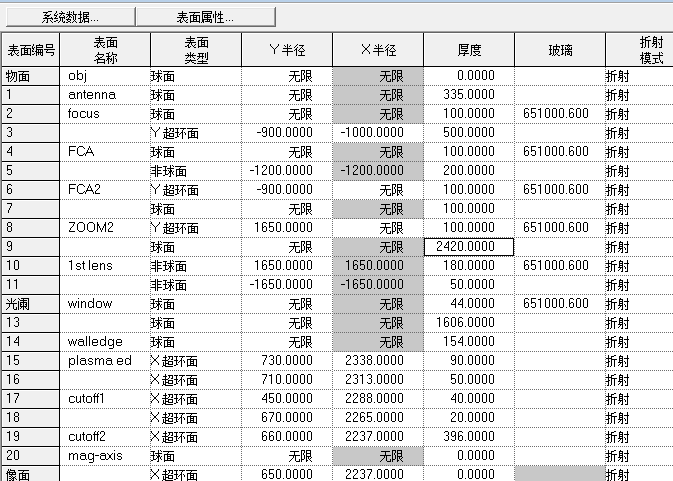 系统数据... 表面属性...
表面编号 表面名称 表面类型 Y 半径 X 半径 厚度 玻璃 折射模式
物面 obj 球面 无限 无限 0.0000 折射
1 antenna 球面 无限 无限 335.0000 折射
2 focus 球面 无限 无限 100.0000 651000.600 折射
3 Y 超环面 -900.0000 -1000.0000 500.0000 折射
4 FCA 球面 无限 无限 100.0000 651000.600 折射
5 非球面 -1200.0000 -1200.0000 200.0000 折射
6 FCA2 Y 超环面 -900.0000 无限 100.0000 651000.600 折射
7 球面 无限 无限 100.0000 折射
8 ZOOM2 Y 超环面 1650.0000 无限 100.0000 651000.600 折射
9 球面 无限 无限 2420.0000 折射
10 1st lens 非球面 1650.0000 1650.0000 180.0000 651000.600 折射
11 非球面 -1650.0000 -1650.0000 50.0000 折射
光阑 window 球面 无限 无限 44.0000 651000.600 折射
13 球面 无限 无限 1606.0000 折射
14 walledge 球面 无限 无限 154.0000 折射
15 plasma ed X 超环面 730.0000 2338.0000 90.0000 折射
16 X 超环面 710.0000 2313.0000 50.0000 折射
17 cutoff1 X 超环面 450.0000 2288.0000 40.0000 折射
18 X 超环面 670.0000 2265.0000 20.0000 折射
19 cutoff2 X 超环面 660.0000 2237.0000 396.0000 折射
20 mag-axis 球面 无限 无限 0.0000 折射
像面 X 超环面 650.0000 2237.0000 0.0000 折射